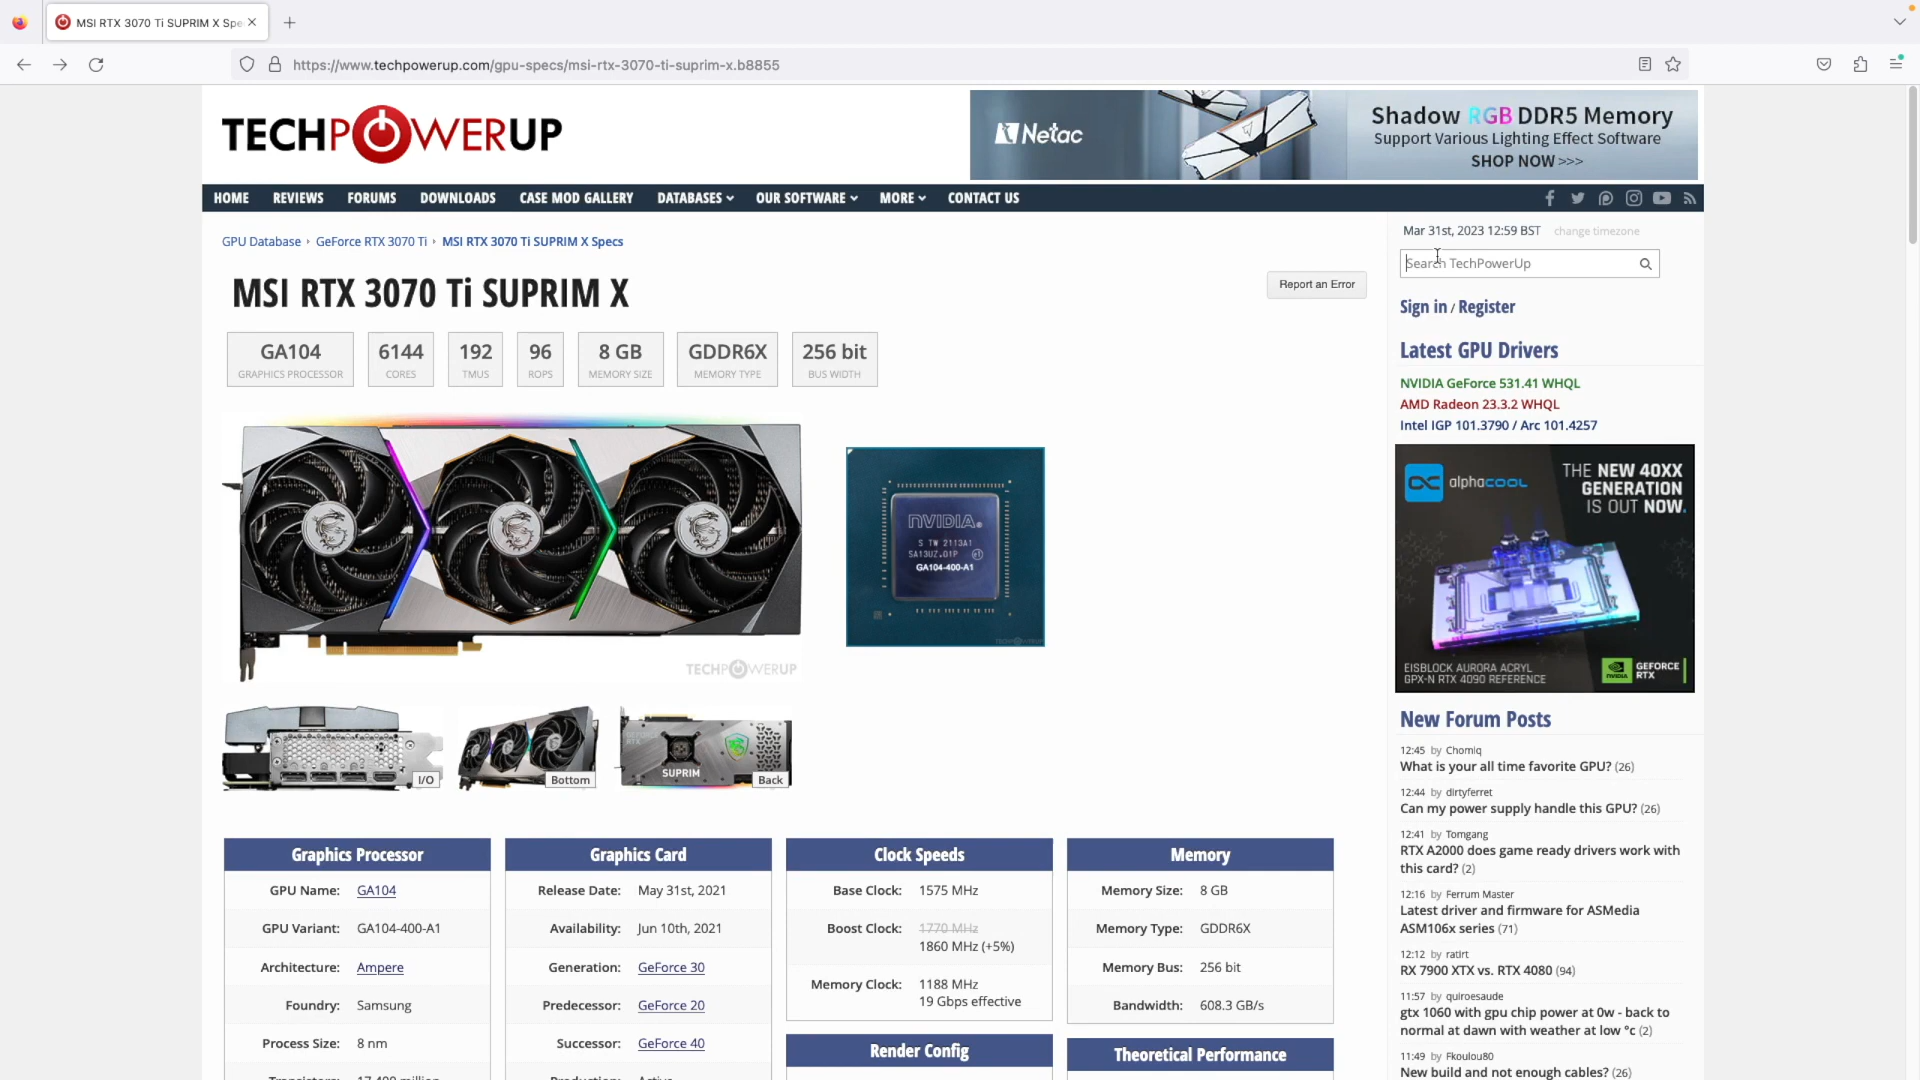 MSI RTX 3070 Ti SUPRIM X Spe
https://www.techpowerup.com/gpu-specs/msi-rtx-3070-ti-suprim-x.b8855
TECHPOWERUP
Netac
Shadow RGB DDR5 Memory
Support Various Lighting Effect Software
SHOP NOW >>>
HOME REVIEWS FORUMS DOWNLOADS CASE MOD GALLERY DATABASES OUR SOFTWARE MORE CONTACT US
GPU Database › GeForce RTX 3070 Ti › MSI RTX 3070 Ti SUPRIM X Specs
MSI RTX 3070 Ti SUPRIM X
Report an Error
GA104 6144 192 96 8 GB GDDR6X 256 bit
GRAPHICS PROCESSOR CORES TMUS ROPS MEMORY SIZE MEMORY TYPE BUS WIDTH
TECHPOWERUP
NVIDIA
S TW 2113A1
SA13UZ.01P e1
GA104-400-A1
I/O
Bottom
GEFORCE RTX
SUPRIM
Back
Graphics Processor
GPU Name: GA104
GPU Variant: GA104-400-A1
Architecture: Ampere
Foundry: Samsung
Process Size: 8 nm
Graphics Card
Release Date: May 31st, 2021
Availability: Jun 10th, 2021
Generation: GeForce 30
Predecessor: GeForce 20
Successor: GeForce 40
Clock Speeds
Base Clock: 1575 MHz
Boost Clock: 1770 MHz
1860 MHz (+5%)
Memory Clock: 1188 MHz
19 Gbps effective
Render Config
Memory
Memory Size: 8 GB
Memory Type: GDDR6X
Memory Bus: 256 bit
Bandwidth: 608.3 GB/s
Theoretical Performance
Mar 31st, 2023 12:59 BST change timezone
Search TechPowerUp
Sign in / Register
Latest GPU Drivers
NVIDIA GeForce 531.41 WHQL
AMD Radeon 23.3.2 WHQL
Intel IGP 101.3790 / Arc 101.4257
alphacool
THE NEW 40XX
GENERATION
IS OUT NOW.
EISBLOCK AURORA ACRYL
GPX-N RTX 4090 REFERENCE
NVIDIA
GEFORCE
RTX
New Forum Posts
12:45 by Chomiq
What is your all time favorite GPU? (26)
12:44 by dirtyferret
Can my power supply handle this GPU? (26)
12:41 by Tomgang
RTX A2000 does game ready drivers work with
this card? (2)
12:16 by Ferrum Master
Latest driver and firmware for ASMedia
ASM106x series (71)
12:12 by ratirt
RX 7900 XTX vs. RTX 4080 (94)
11:57 by quiroesaude
gtx 1060 with gpu chip power at 0w - back to
normal at dawn with weather at low °c (2)
11:49 by Fkoulou80
New build and not enough cables? (26)